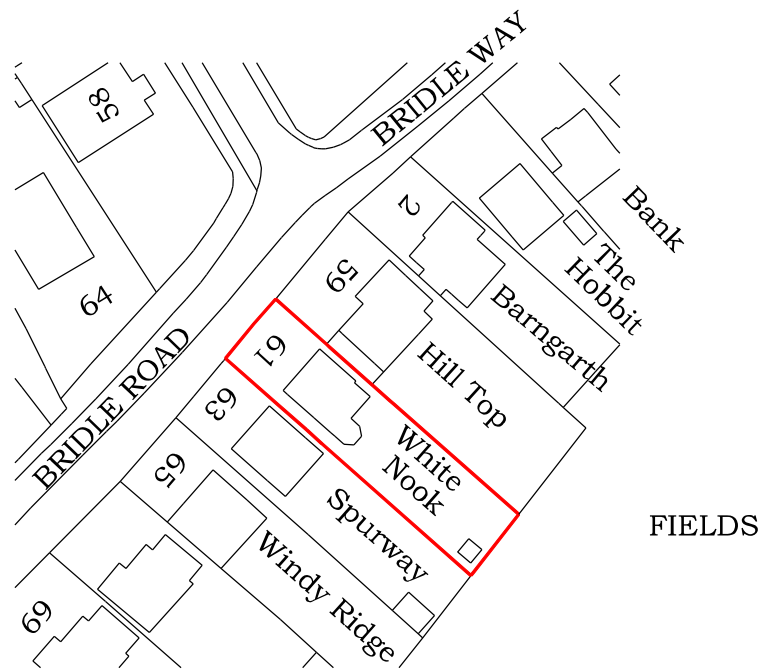 BRIDLE WAY
58
Bank
2
The
Hobbit
59
64
Barngarth
61
Hill Top
BRIDLE ROAD
63
White
Nook
65
Spurway
FIELDS
Windy Ridge
69